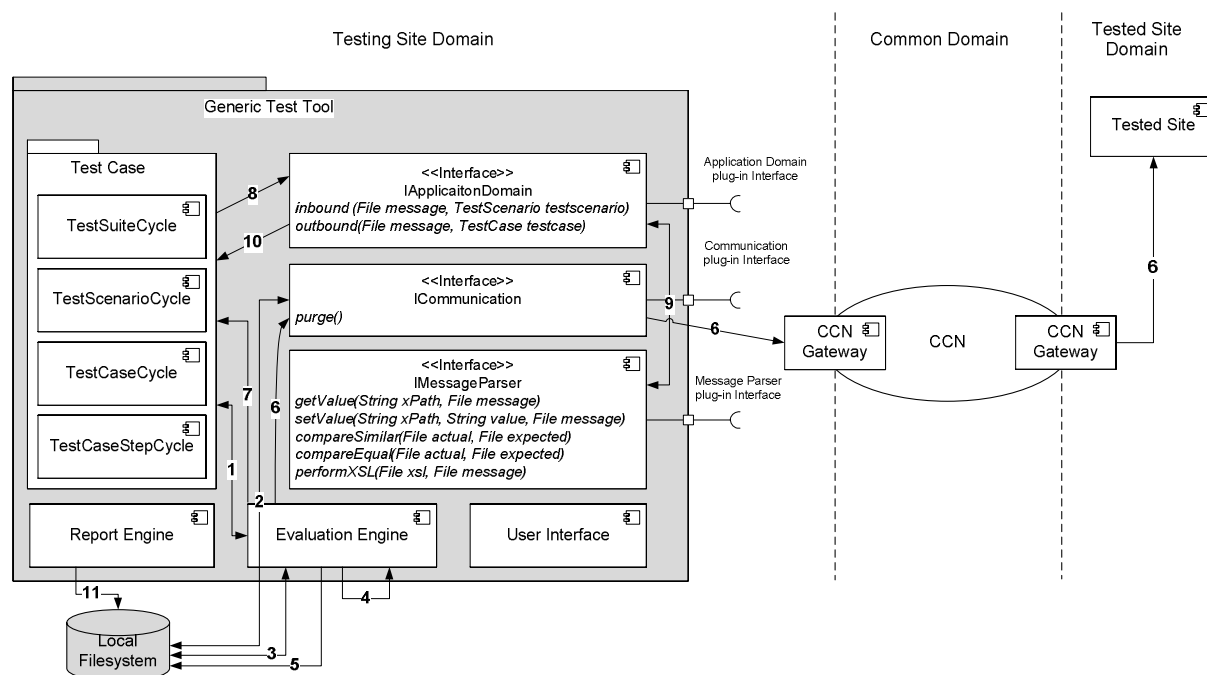 Testing Site Domain
Common Domain
Tested Site
Domain
Generic Test Tool
Tested Site
Test Case
TestSuiteCycle
TestScenarioCycle
TestCaseCycle
TestCaseStepCycle
8
10
<<Interface>>
IApplicaitonDomain
inbound (File message, TestScenario testscenario)
outbound(File message, TestCase testcase)
Application Domain
plug-in Interface
<<Interface>>
ICommunication
purge()
Communication
plug-in Interface
9
6
6
CCN
Gateway
CCN
CCN
Gateway
<<Interface>>
IMessageParser
getValue(String xPath, File message)
setValue(String xPath, String value, File message)
compareSimilar(File actual, File expected)
compareEqual(File actual, File expected)
performXSL(File xsl, File message)
Message Parser
plug-in Interface
7
6
1
2
Report Engine
Evaluation Engine
User Interface
11
4
3
5
Local
Filesystem